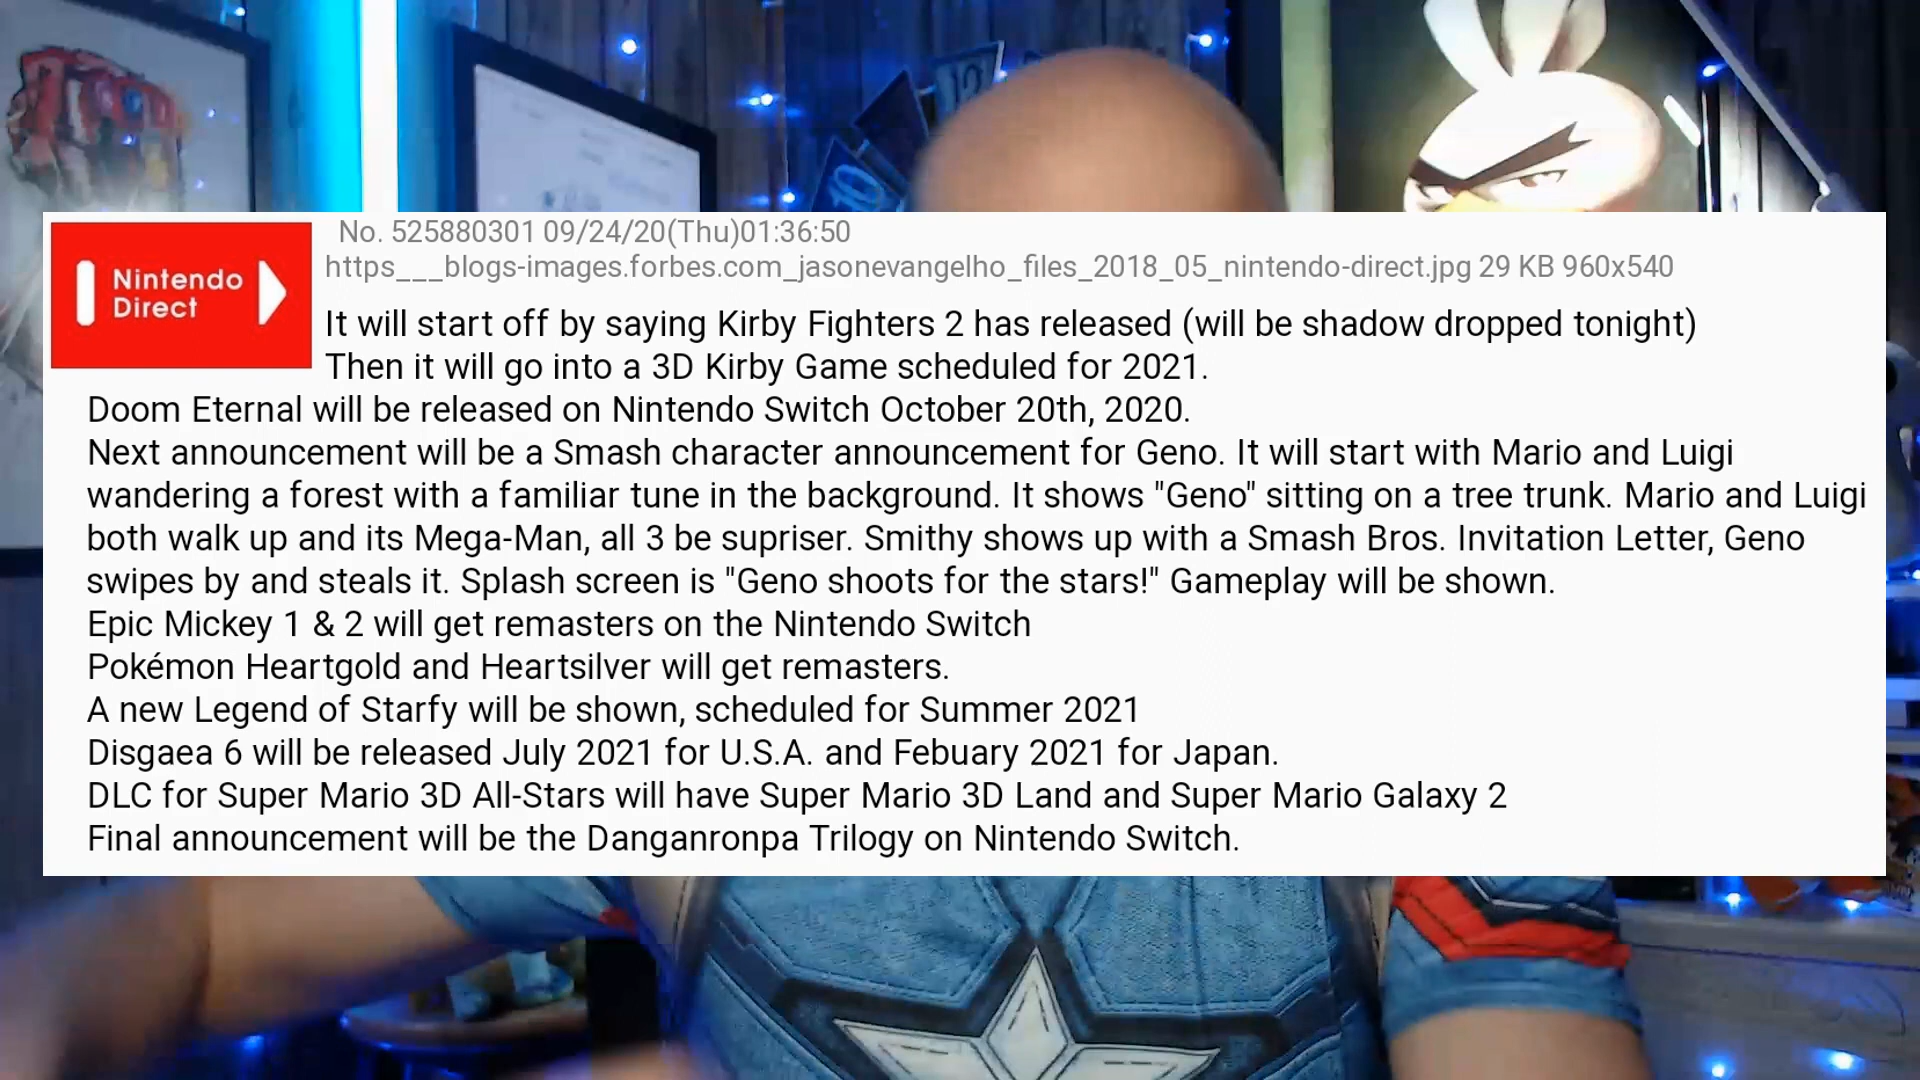 No. 525880301 09/24/20(Thu)01:36:50
https___blogs-images.forbes.com_jasonevangelho_files_2018_05_nintendo-direct.jpg 29 KB 960x540
Nintendo
Direct
It will start off by saying Kirby Fighters 2 has released (will be shadow dropped tonight)
Then it will go into a 3D Kirby Game scheduled for 2021.
Doom Eternal will be released on Nintendo Switch October 20th, 2020.
Next announcement will be a Smash character announcement for Geno. It will start with Mario and Luigi
wandering a forest with a familiar tune in the background. It shows "Geno" sitting on a tree trunk. Mario and Luigi
both walk up and its Mega-Man, all 3 be supriser. Smithy shows up with a Smash Bros. Invitation Letter, Geno
swipes by and steals it. Splash screen is "Geno shoots for the stars!" Gameplay will be shown.
Epic Mickey 1 & 2 will get remasters on the Nintendo Switch
Pokémon Heartgold and Heartsilver will get remasters.
A new Legend of Starfy will be shown, scheduled for Summer 2021
Disgaea 6 will be released July 2021 for U.S.A. and Febuary 2021 for Japan.
DLC for Super Mario 3D All-Stars will have Super Mario 3D Land and Super Mario Galaxy 2
Final announcement will be the Danganronpa Trilogy on Nintendo Switch.